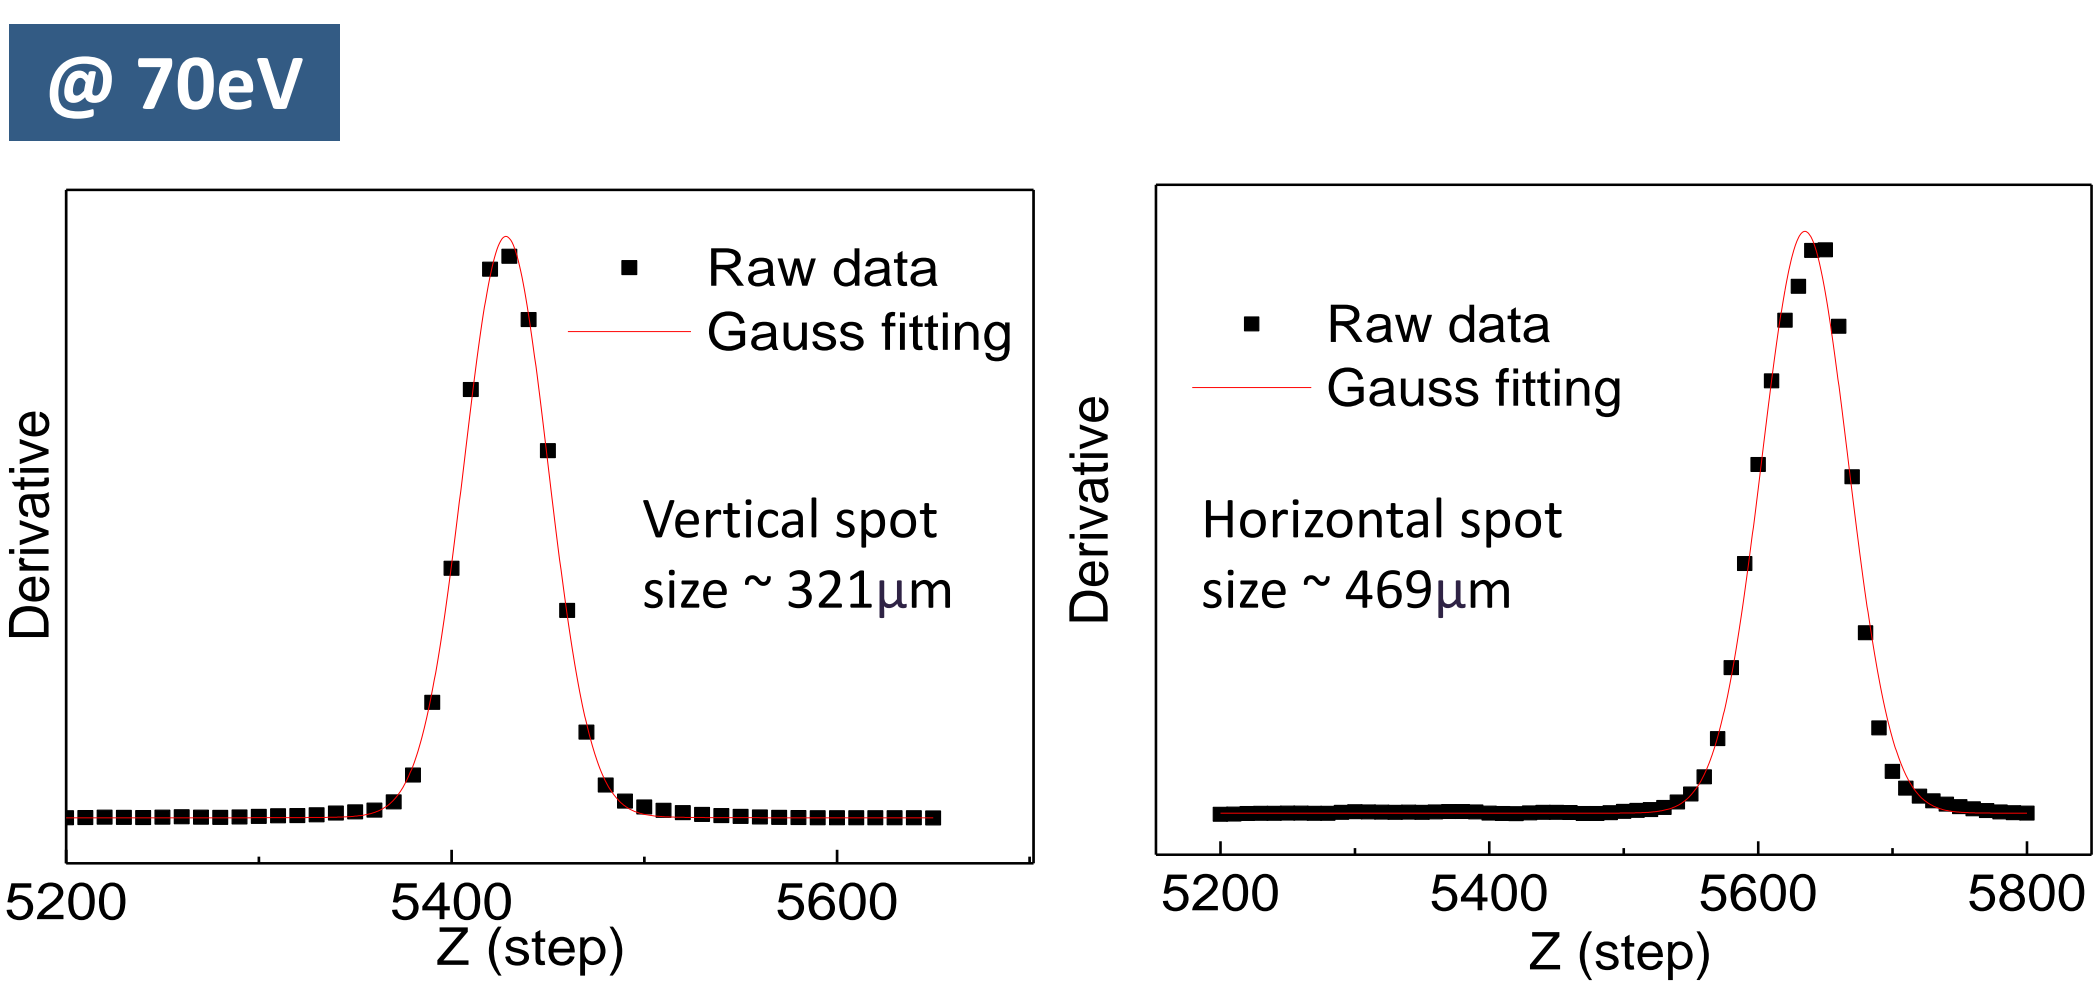 @ 70eV
Raw data
Gauss fitting
Vertical spot
size ~ 321μm
Derivative
5200
5400
5600
Z (step)
Raw data
Gauss fitting
Horizontal spot
size ~ 469μm
Derivative
5200
5400
5600
5800
Z (step)